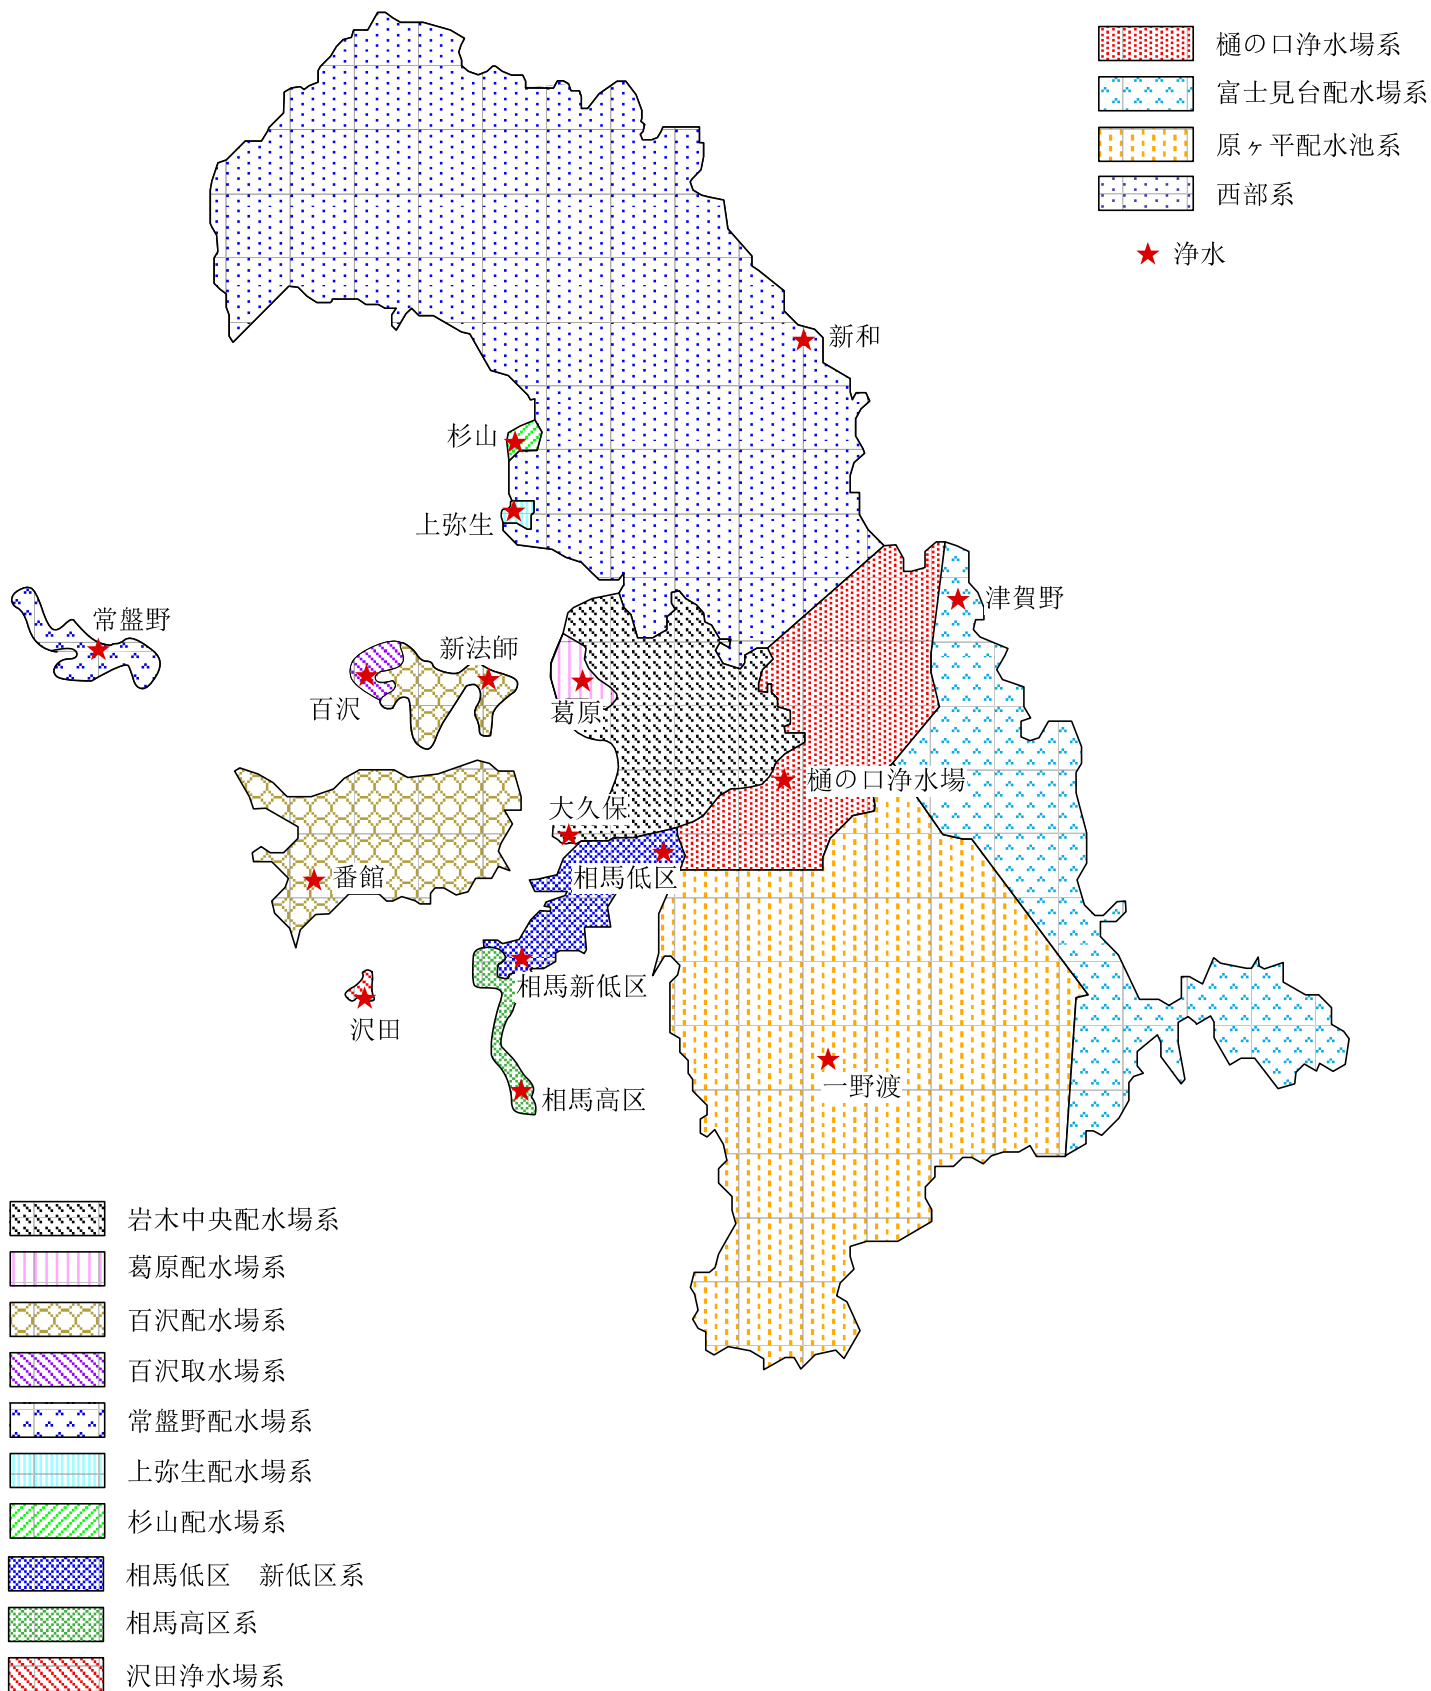 樋の口浄水場系
富士見台配水場系
原ヶ平配水池系
西部系
浄水
新和
杉山
上弥生
津賀野
常盤野
新法師
百沢
葛原
樋の口浄水場
大久保
相馬低区
番館
相馬新低区
沢田
一野渡
相馬高区
岩木中央配水場系
葛原配水場系
百沢配水場系
百沢取水場系
常盤野配水場系
上弥生配水場系
杉山配水場系
相馬低区　新低区系
相馬高区系
沢田浄水場系